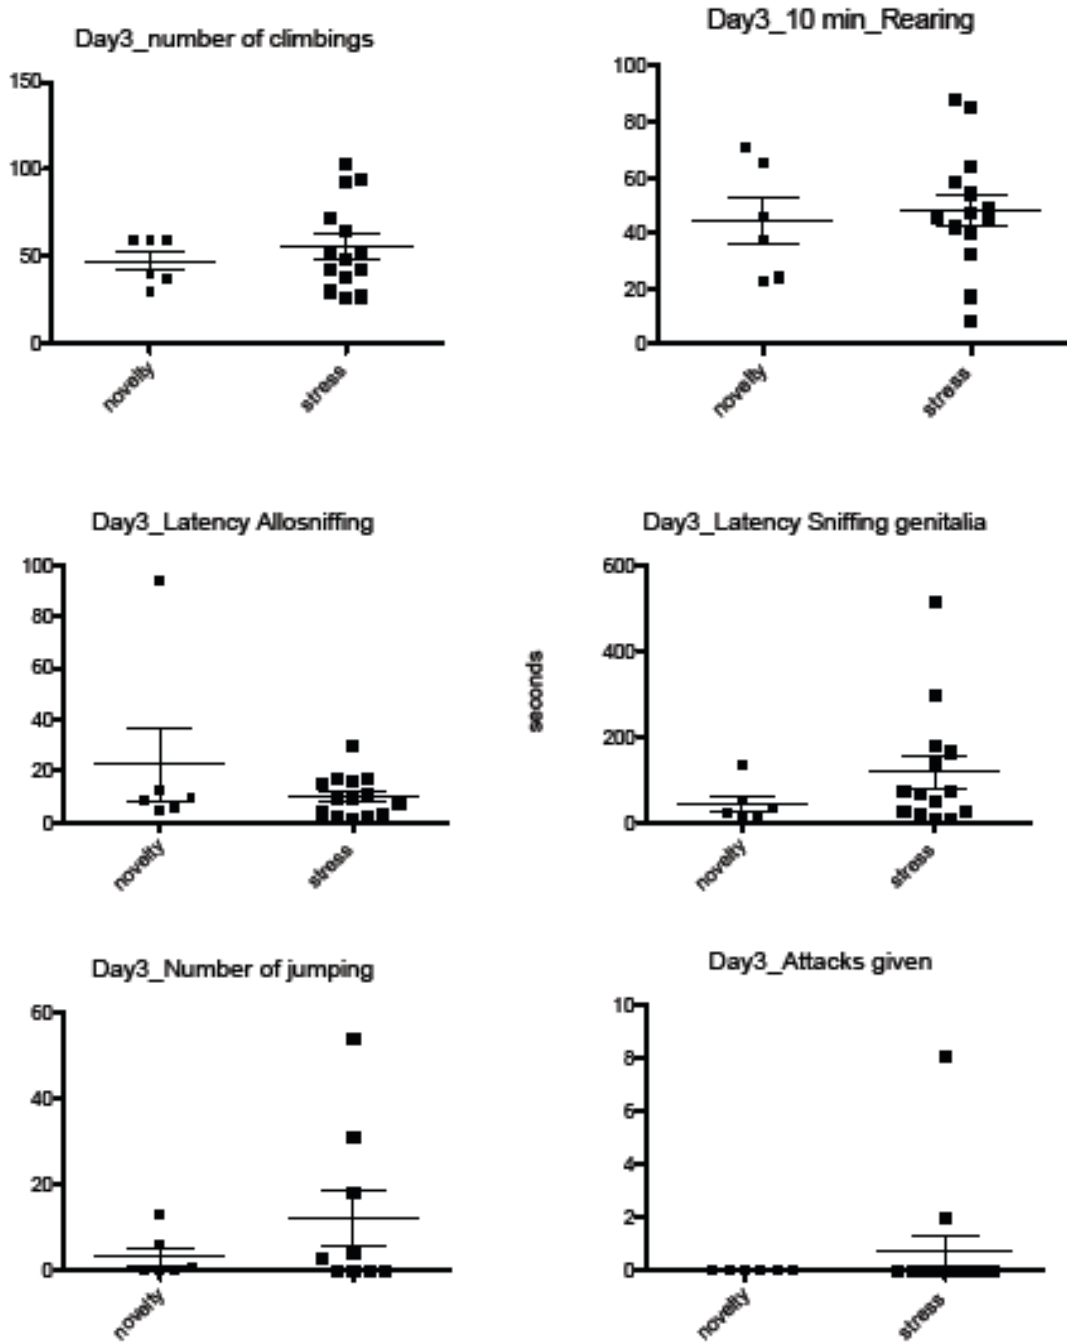 Day3_number of climbings
150
100
50
0
novelty
stress
Day3_10 min_Rearing
100
80
60
40
20
0
novelty
stress
Day3_Latency Allosniffing
100
80
60
40
20
0
novelty
stress
Day3_Latency Sniffing genitalia
seconds
600
400
200
0
novelty
stress
Day3_Number of jumping
60
40
20
0
novelty
stress
Day3_Attacks given
10
8
6
4
2
0
novelty
stress